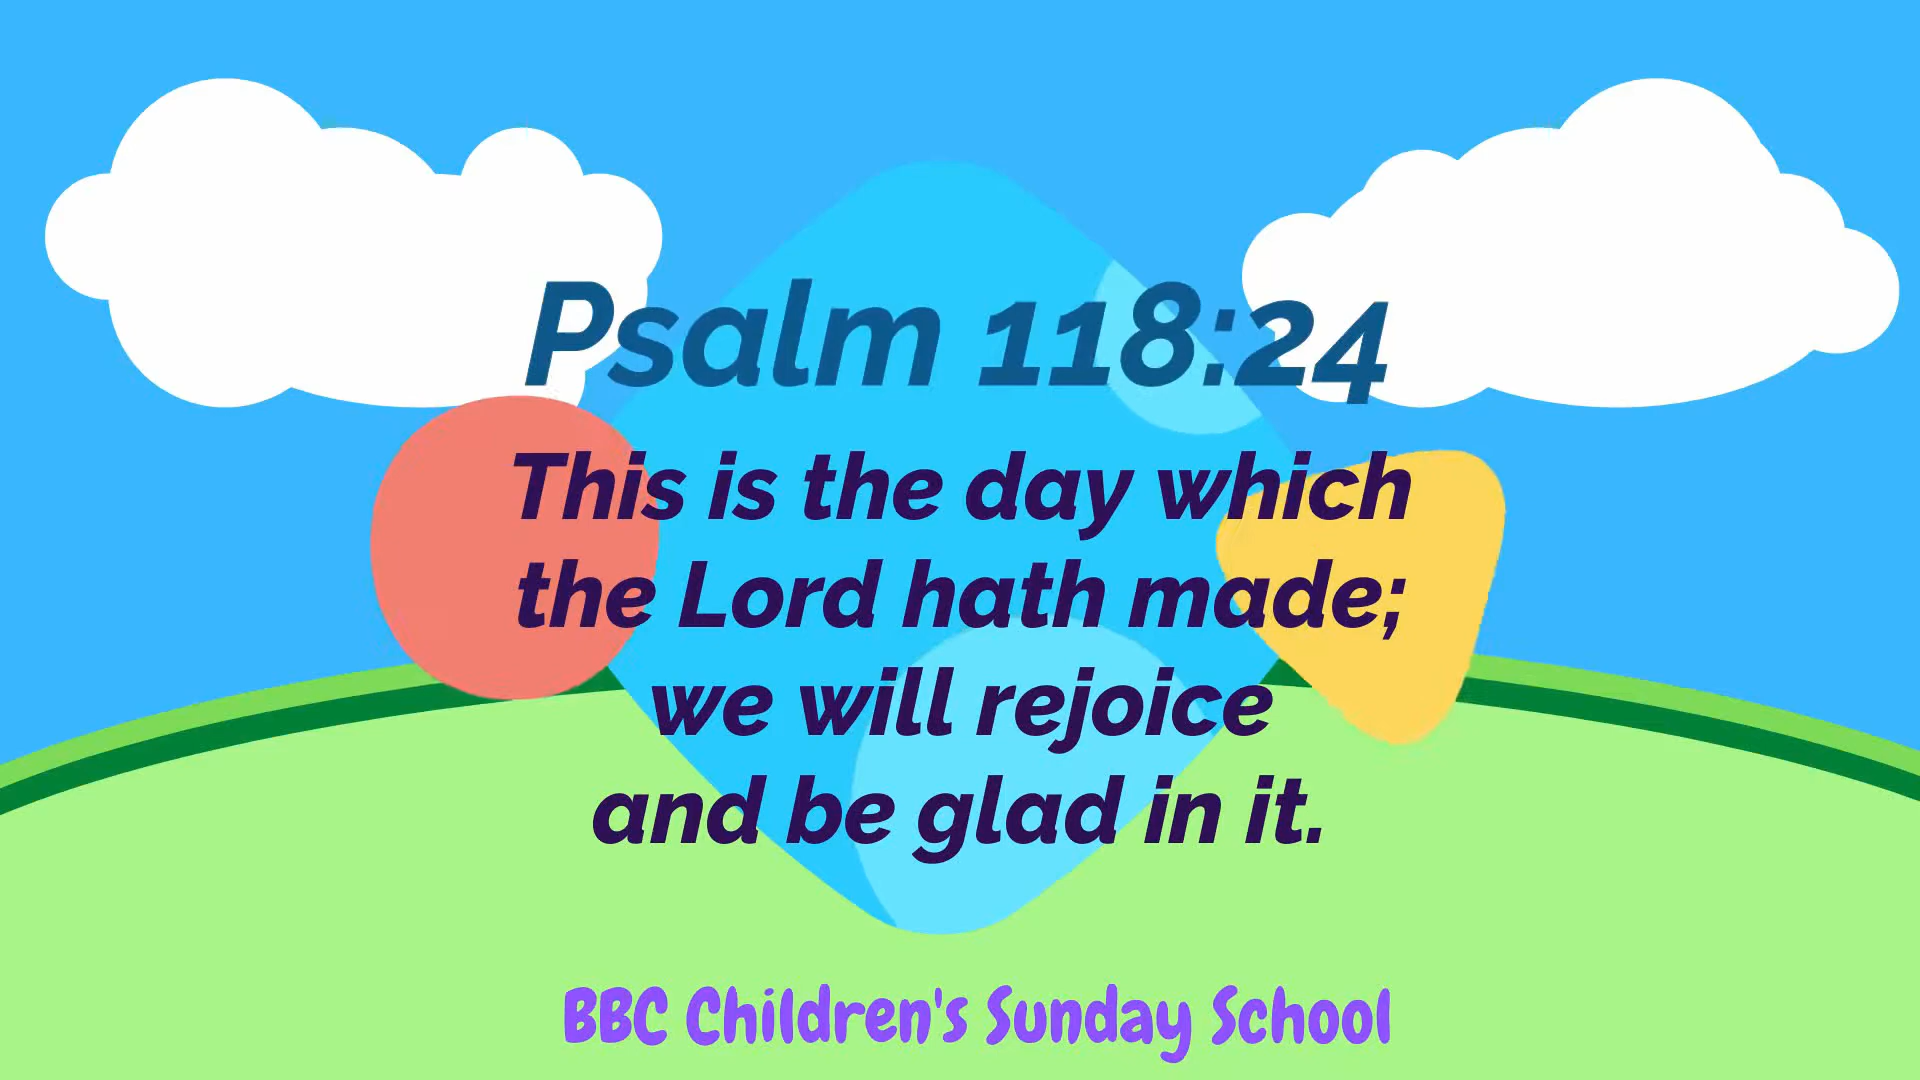 Psalm 118:24
This is the day which
the Lord hath made;
we will rejoice
and be glad in it.
BBC Children's Sunday School